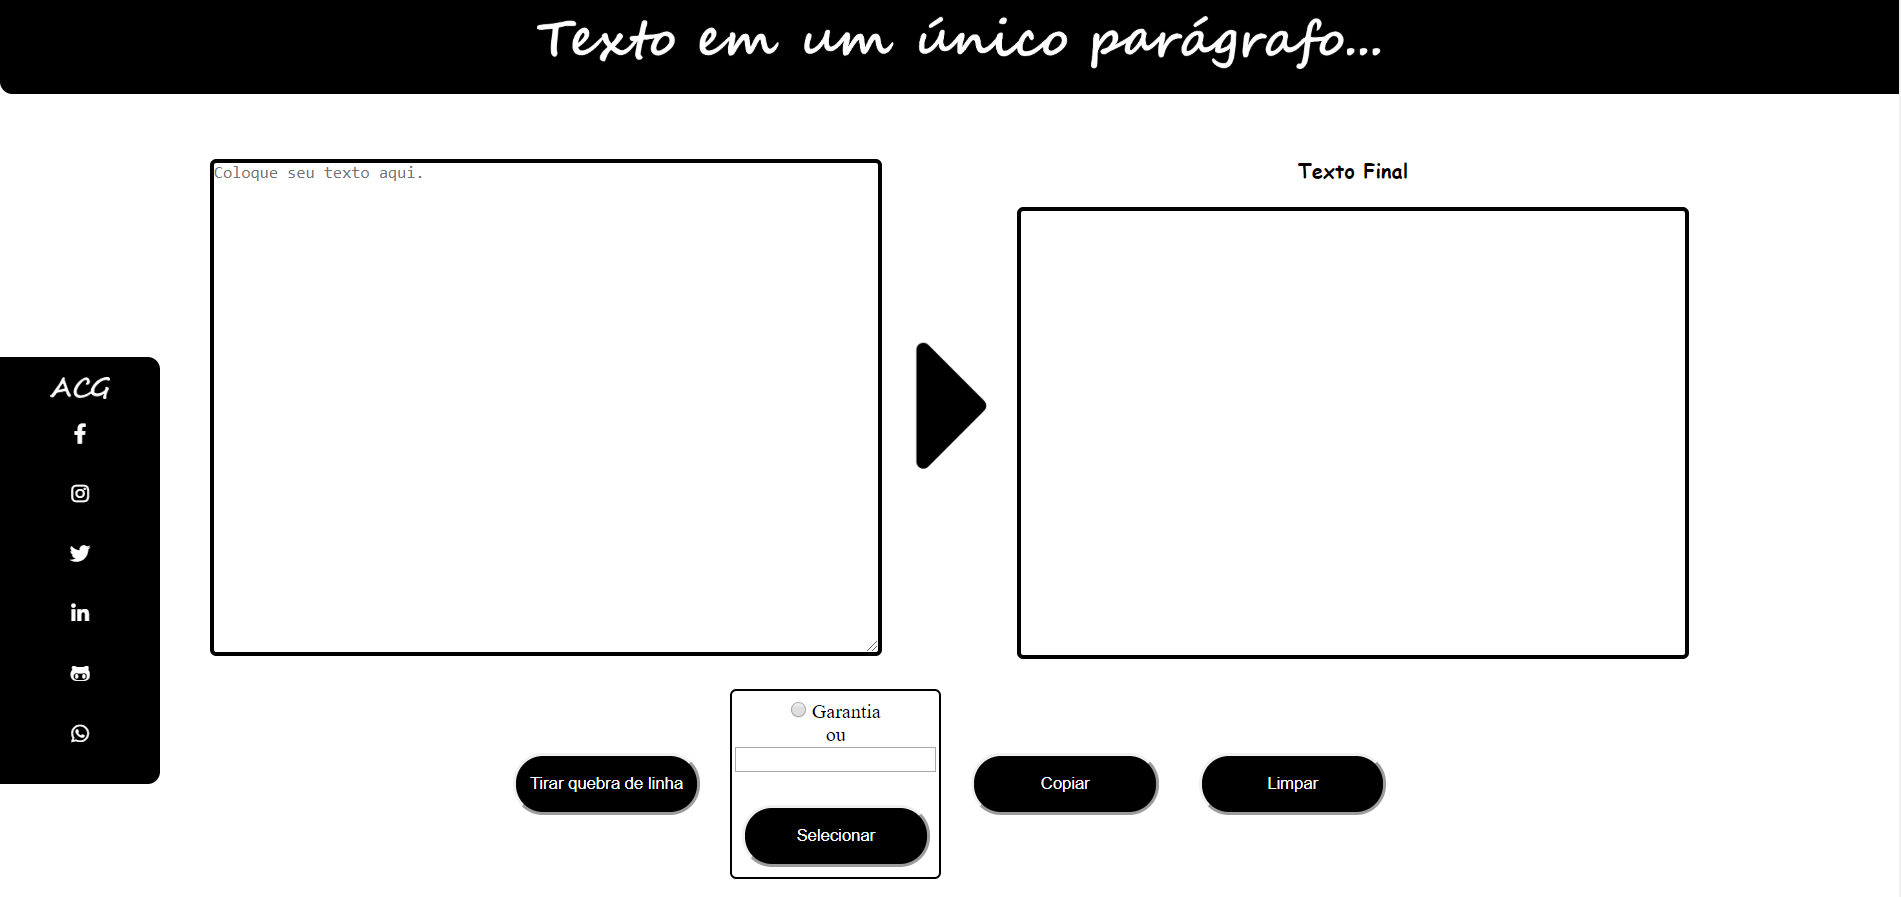 Texto em um único parágrafo...
Coloque seu texto aqui.
Texto Final
ACG
Garantia
ou
Tirar quebra de linha
Selecionar
Copiar
Limpar